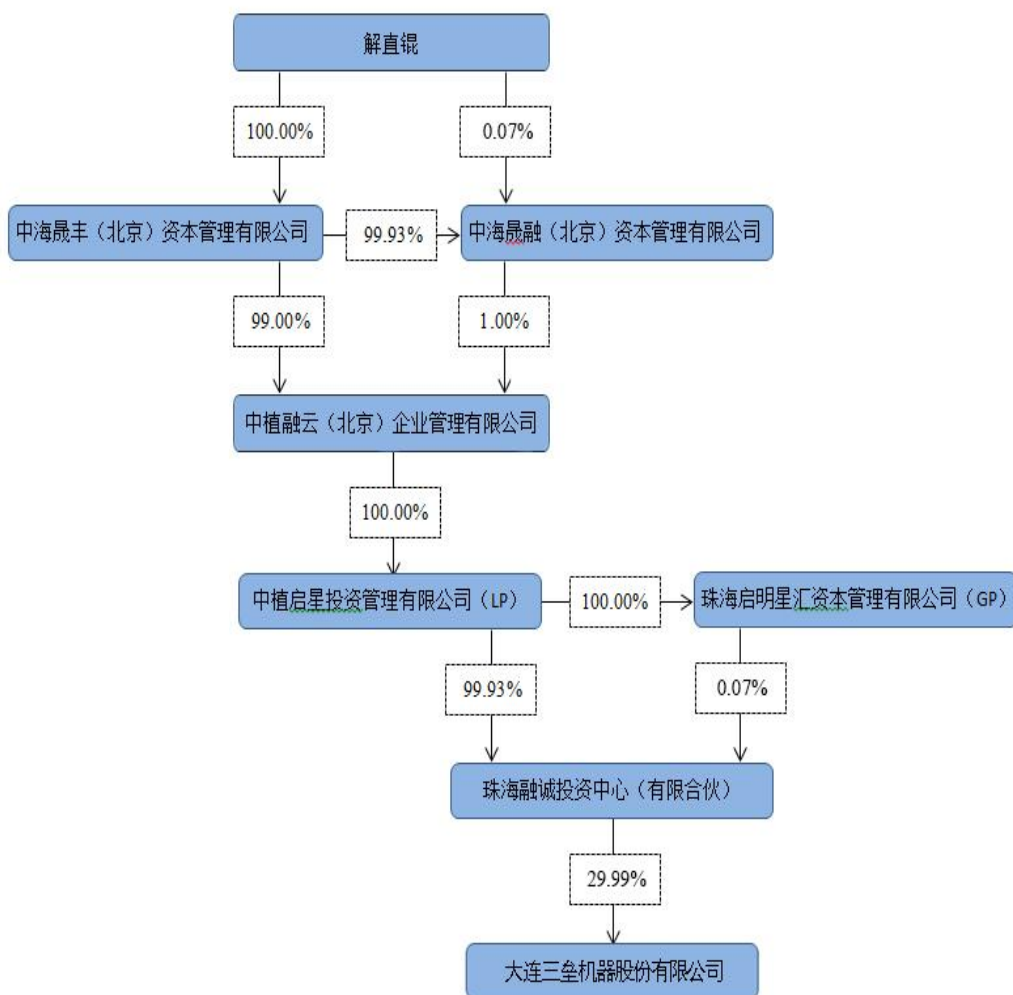 解直锟
100.00%
0.07%
中海晟丰（北京）资本管理有限公司
99.93%
中海晟融（北京）资本管理有限公司
99.00%
1.00%
中植融云（北京）企业管理有限公司
100.00%
中植启星投资管理有限公司（LP）
100.00%
珠海启明星汇资本管理有限公司（GP）
99.93%
0.07%
珠海融诚投资中心（有限合伙）
29.99%
大连三垒机器股份有限公司